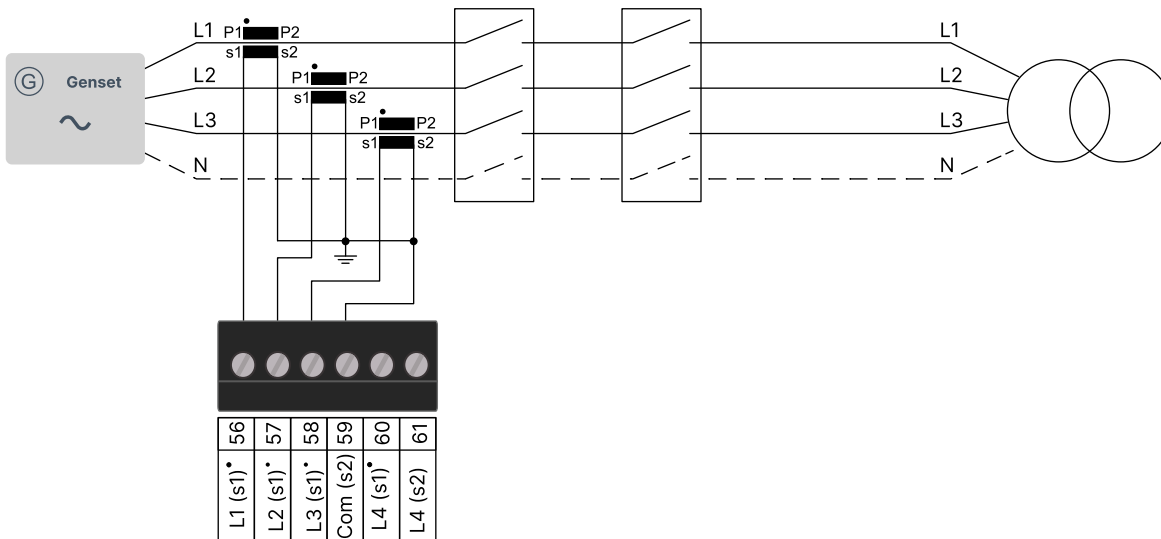 L1 P1 P2 L1
s1 s2
G Genset
L2 P1 P2 L2
s1 s2
L3 P1 P2 L3
s1 s2
N N
56 57 58 59 60 61
L1 (s1)•
L2 (s1)•
L3 (s1)•
Com (s2)
L4 (s1)•
L4 (s2)